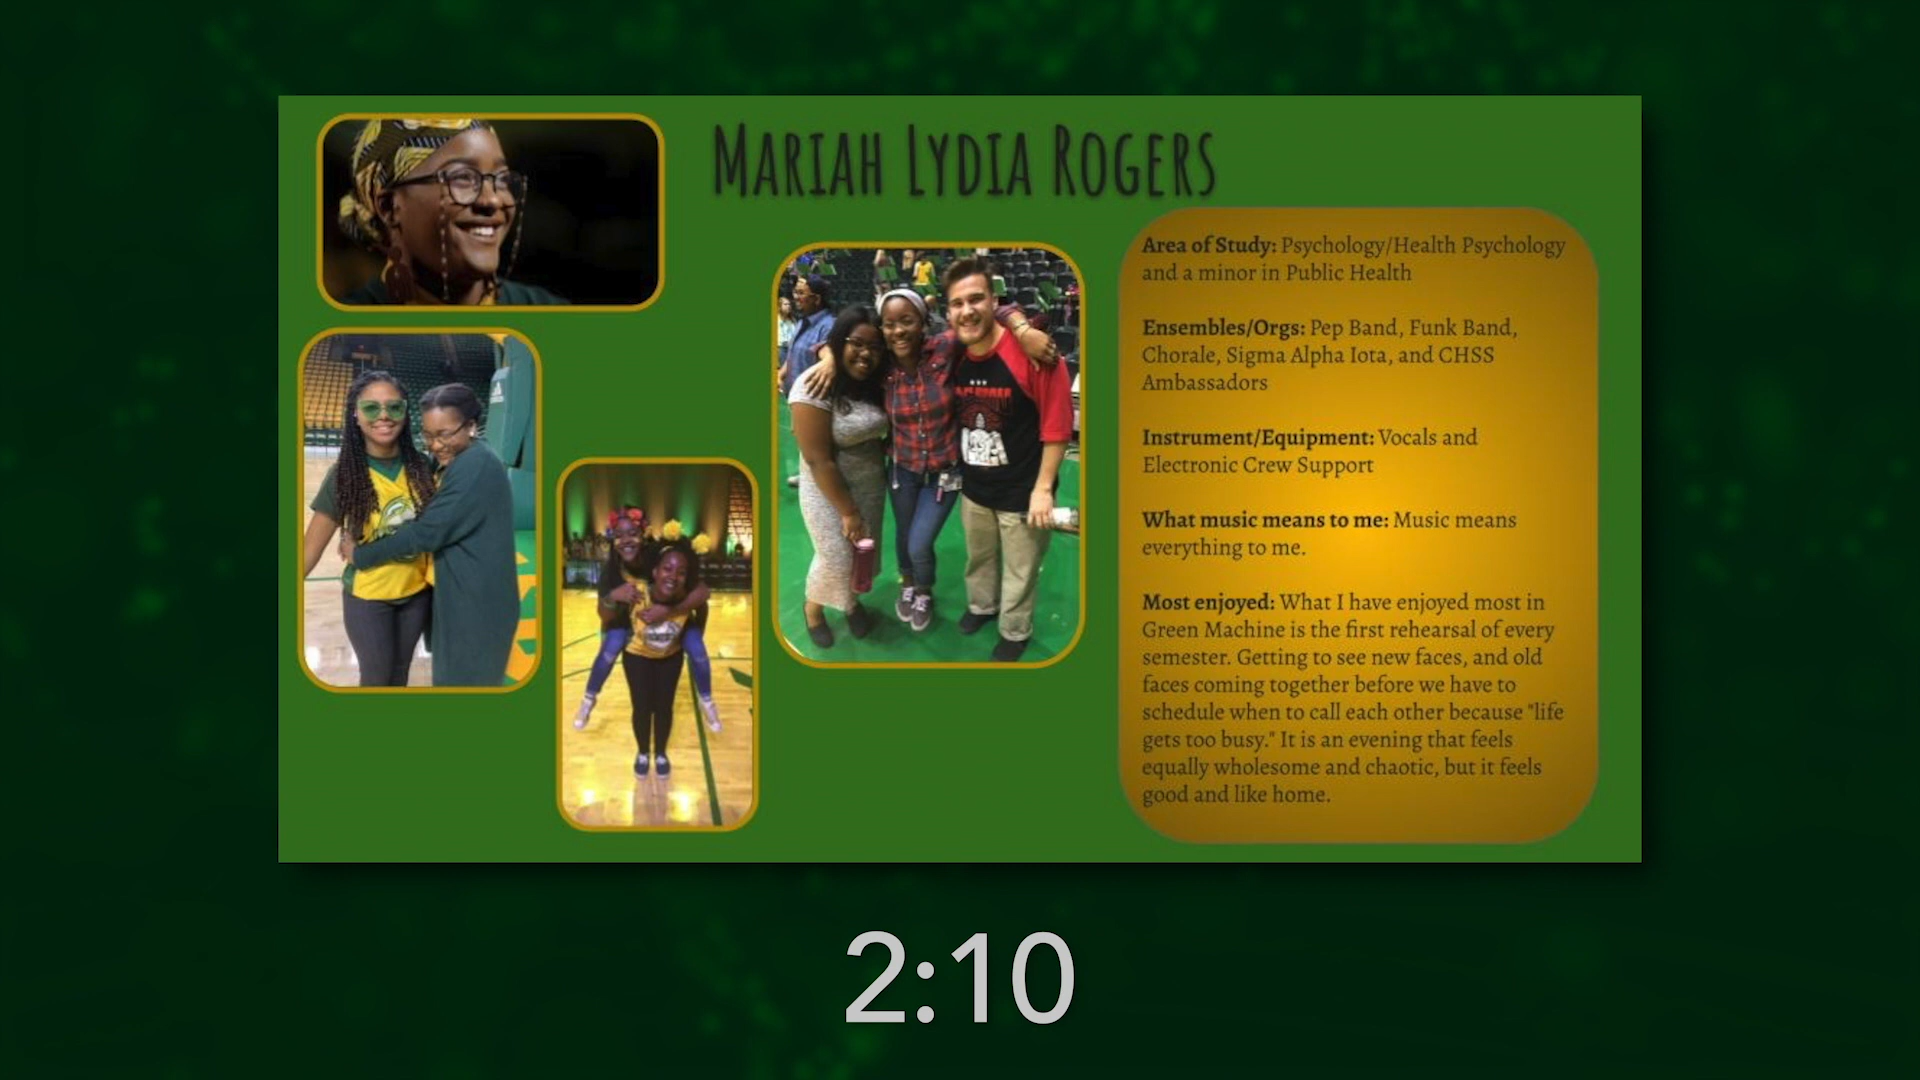 Mariah Lydia Rogers
Area of Study: Psychology/Health Psychology
and a minor in Public Health
Ensembles/Orgs: Pep Band, Funk Band,
Chorale, Sigma Alpha Iota, and CHSS
Ambassadors
Instrument/Equipment: Vocals and
Electronic Crew Support
What music means to me: Music means
everything to me.
Most enjoyed: What I have enjoyed most in
Green Machine is the first rehearsal of every
semester. Getting to see new faces, and old
faces coming together before we have to
schedule when to call each other because "life
gets too busy." It is an evening that feels
equally wholesome and chaotic, but it feels
good and like home.
2:10